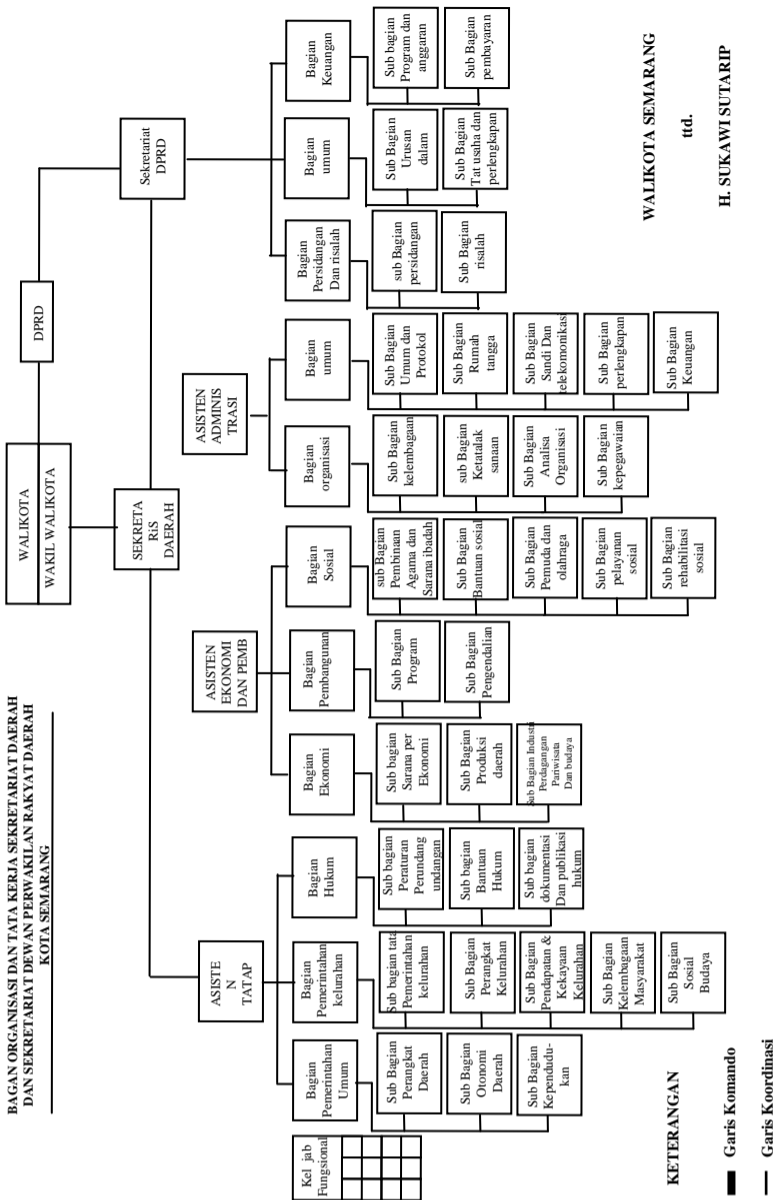 BAGAN ORGANISASI DAN TATA KERJA SEKRETARIAT DAERAH
DAN SEKRETARIAT DEWAN PERWAKILAN RAKYAT DAERAH
KOTA SEMARANG
WALIKOTA
WAKIL WALIKOTA
DPRD
SEKRETA
RiS
DAERAH
Sekretariat
DPRD
ASISTE
N
TATAP
ASISTEN
EKONOMI
DAN PEMB
ASISTEN
ADMINIS
TRASI
Kel jab
Fungsional
Bagian
Pemerintahan
Umum
Bagian
Pemerintahan
kelurahan
Bagian
Hukum
Bagian
Ekonomi
Bagian
Pembangunan
Bagian
Sosial
Bagian
organisasi
Bagian
umum
Bagian
Persidangan
Dan risalah
Bagian
umum
Bagian
Keuangan
Sub Bagian
Perangkat
Daerah
Sub Bagian
Otonomi
Daerah
Sub Bagian
Kependudu-
kan
Sub bagian tata
Pemerintahan
kelurahan
Sub Bagian
Perangkat
Kelurahan
Sub Bagian
Pendapatan &
Kekayaan
Kelurahan
Sub Bagian
Kelembagaan
Masyarakat
Sub Bagian
Sosial
Budaya
Sub bagian
Peraturan
Perundang
undangan
Sub bagian
Bantuan
Hukum
Sub bagian
dokumentasi
Dan publikasi
hukum
Sub bagian
Sarana per
Ekonomi
Sub Bagian
Produksi
daerah
Sub Bagian Industri
Perdagangan
Pariwisata
Dan budaya
Sub Bagian
Program
Sub Bagian
Pengendalian
sub Bagian
Pembinaan
Agama dan
Sarana ibadah
Sub Bagian
Bantuan sosial
Sub Bagian
Pemuda dan
olahraga
Sub Bagian
pelayanan
sosial
Sub Bagian
rehabilitasi
sosial
Sub Bagian
kelembagaan
sub Bagian
Ketatalak
sanaan
Sub Bagian
Analisa
Organisasi
Sub Bagian
kepegawaian
Sub Bagian
Umum dan
Protokol
Sub Bagian
Rumah
tangga
Sub Bagian
Sandi Dan
telekomonikasi
Sub Bagian
perlengkapan
Sub Bagian
Keuangan
sub Bagian
persidangan
Sub Bagian
risalah
Sub Bagian
Urusan
dalam
Sub Bagian
Tat usaha dan
perlengkapan
Sub bagian
Program dan
anggaran
Sub Bagian
pembayaran
KETERANGAN
Garis Komando
Garis Koordinasi
WALIKOTA SEMARANG
ttd.
H. SUKAWI SUTARIP